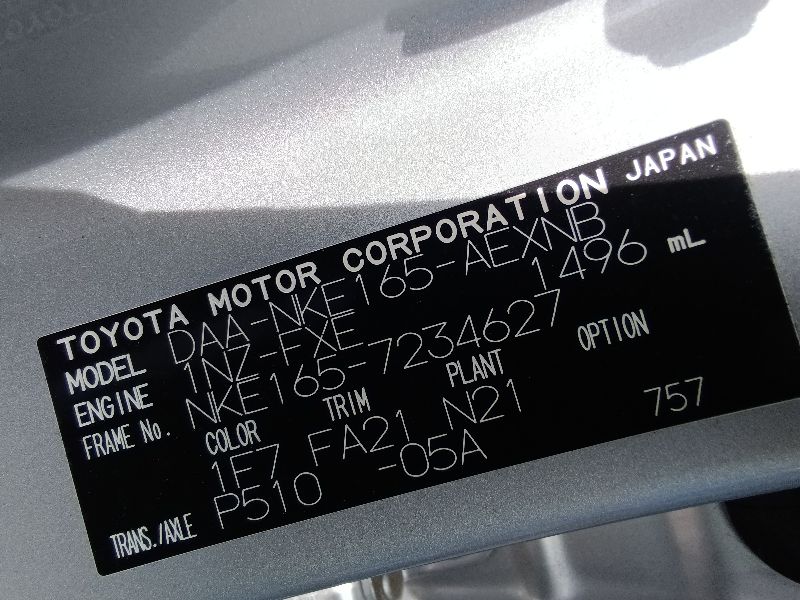 TOYOTA MOTOR CORPORATION JAPAN
MODEL DAA-NKE165-AEXNB
ENGINE 1NZ-FXE 1496 mL
FRAME No. NKE165-7234627
COLOR TRIM PLANT OPTION
1F7 FA21 N21 757
TRANS./AXLE P510 -05A